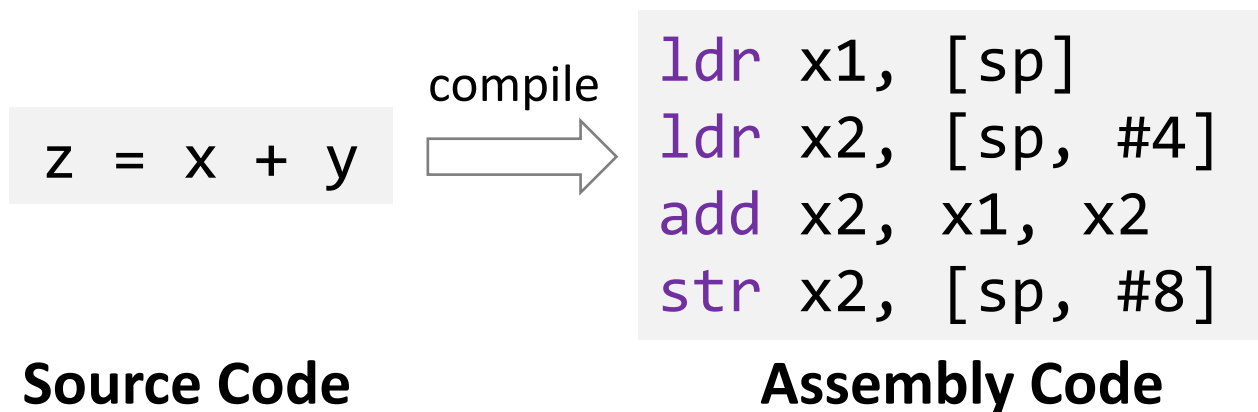 z = x + y
compile
ldr x1, [sp]
ldr x2, [sp, #4]
add x2, x1, x2
str x2, [sp, #8]
Source Code
Assembly Code